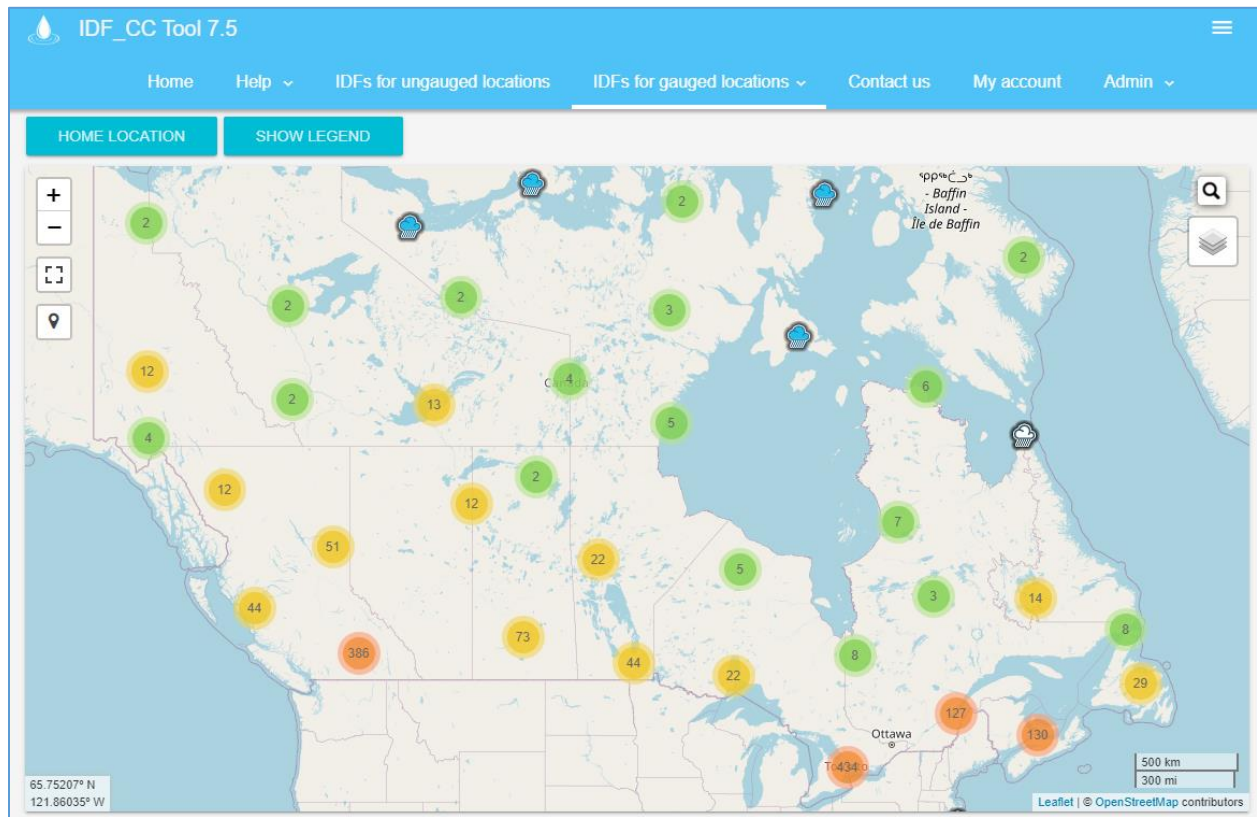 IDF_CC Tool 7.5
Home Help IDFs for ungauged locations IDFs for gauged locations Contact us My account Admin
HOME LOCATION SHOW LEGEND
+
−
2
2
- Baffin
Island -
Île de Baffin
2
2
2
3
12
2
13
4
6
4
5
12
12
2
7
51
22
5
44
3
14
386
73
44
22
8
8
29
127
130
Ottawa
434
500 km
300 mi
65.75207° N
121.86035° W
Leaflet | © OpenStreetMap contributors